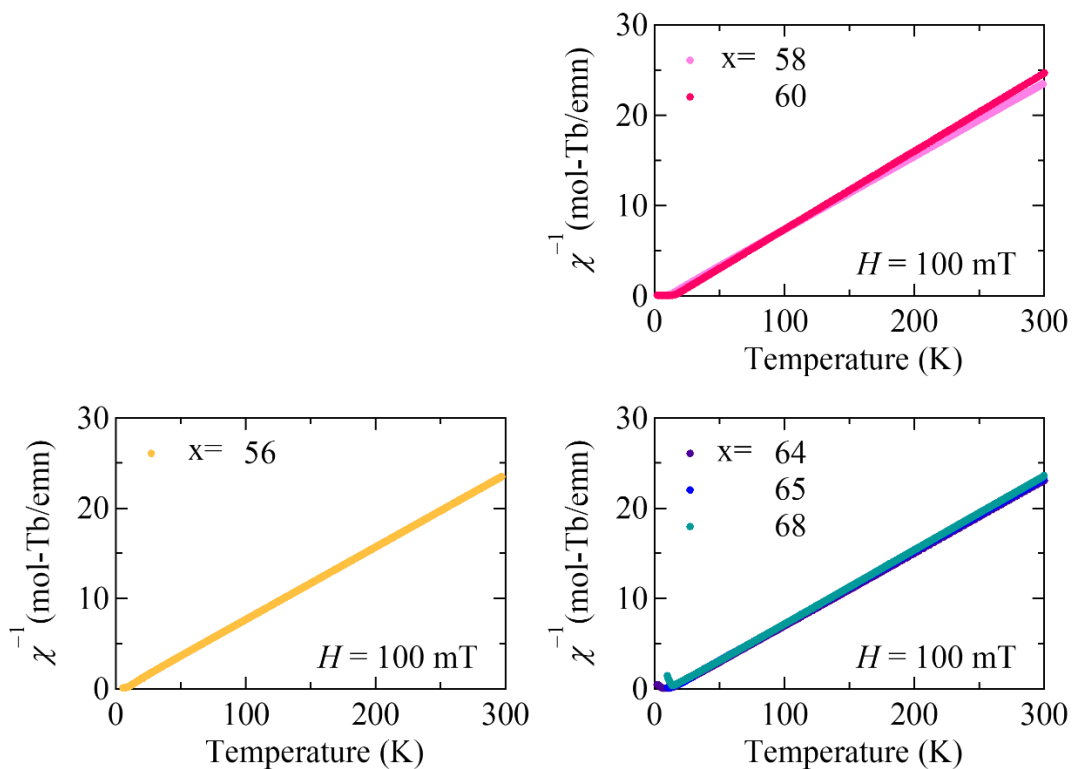 30
20
10
0
χ⁻¹ (mol-Tb/emn)
x= 58
60
H = 100 mT
0 100 200 300
Temperature (K)
30
20
10
0
χ⁻¹ (mol-Tb/emn)
x= 56
H = 100 mT
0 100 200 300
Temperature (K)
30
20
10
0
χ⁻¹ (mol-Tb/emn)
x= 64
65
68
H = 100 mT
0 100 200 300
Temperature (K)